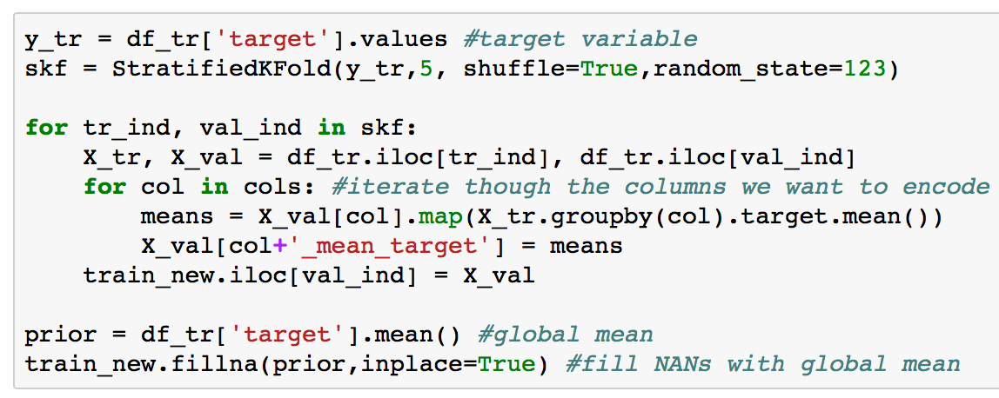 y_tr = df_tr['target'].values #target variable
skf = StratifiedKFold(y_tr,5, shuffle=True,random_state=123)
for tr_ind, val_ind in skf:
    X_tr, X_val = df_tr.iloc[tr_ind], df_tr.iloc[val_ind]
    for col in cols: #iterate though the columns we want to encode
        means = X_val[col].map(X_tr.groupby(col).target.mean())
        X_val[col+'_mean_target'] = means
    train_new.iloc[val_ind] = X_val
prior = df_tr['target'].mean() #global mean
train_new.fillna(prior,inplace=True) #fill NANs with global mean